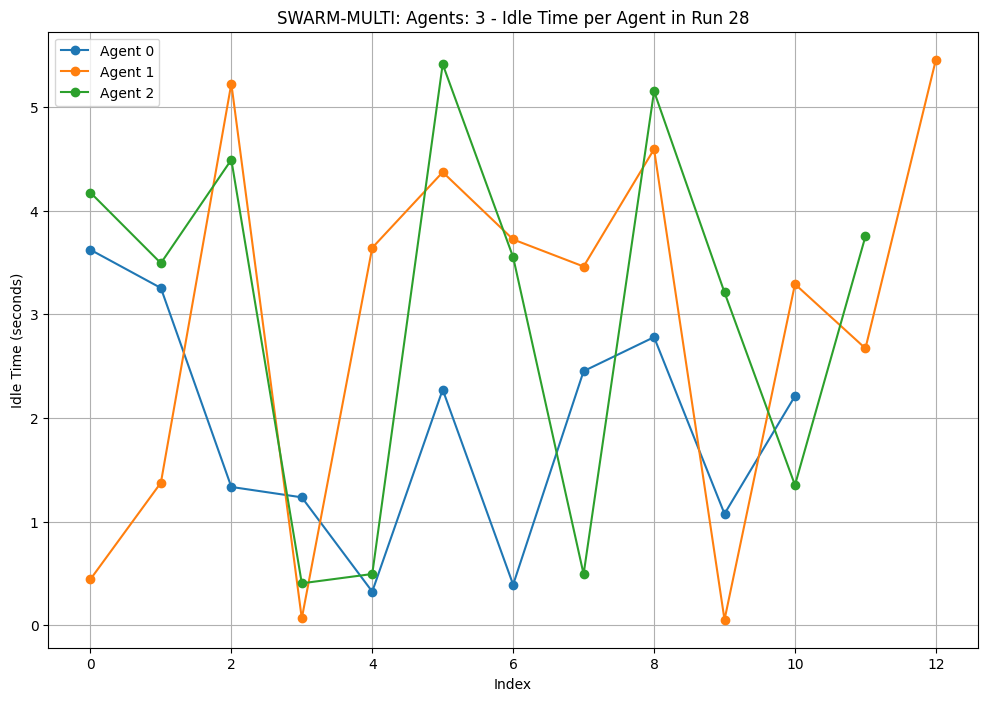 SWARM-MULTI: Agents: 3 - Idle Time per Agent in Run 28
Agent 0
Agent 1
Agent 2
Idle Time (seconds)
5
4
3
2
1
0
0 2 4 6 8 10 12
Index